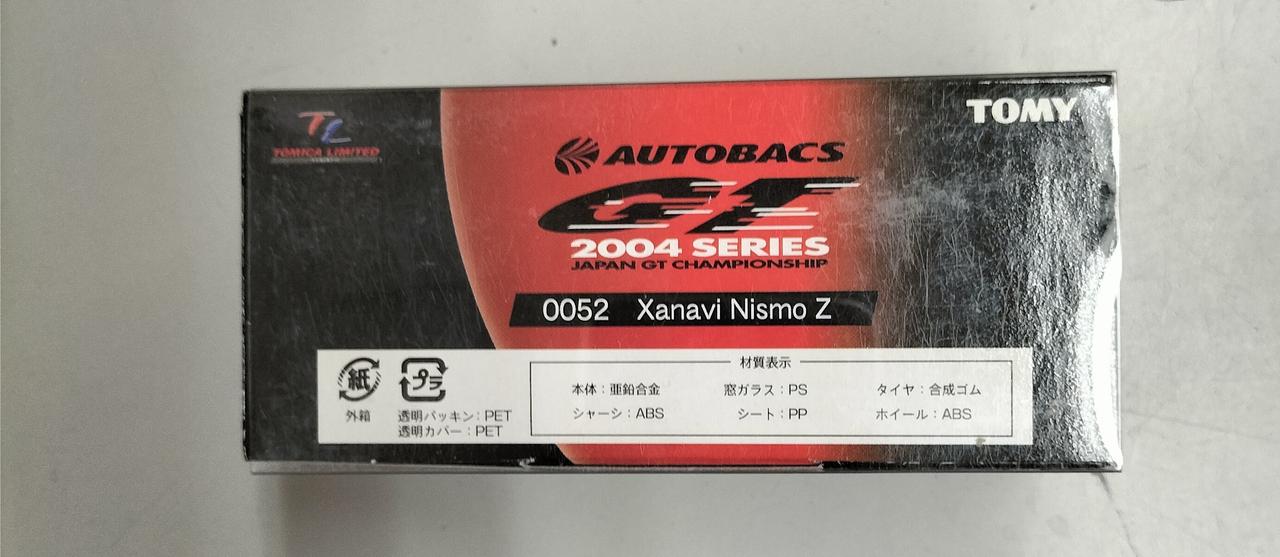 TL
TOMICA LIMITED
TOMY
AUTOBACS
GT
2004 SERIES
JAPAN GT CHAMPIONSHIP
0052 Xanavi Nismo Z
紙
外箱
プラ
透明パッキン：PET
透明カバー：PET
材質表示
本体：亜鉛合金 窓ガラス：PS タイヤ：合成ゴム
シャーシ：ABS シート：PP ホイール：ABS